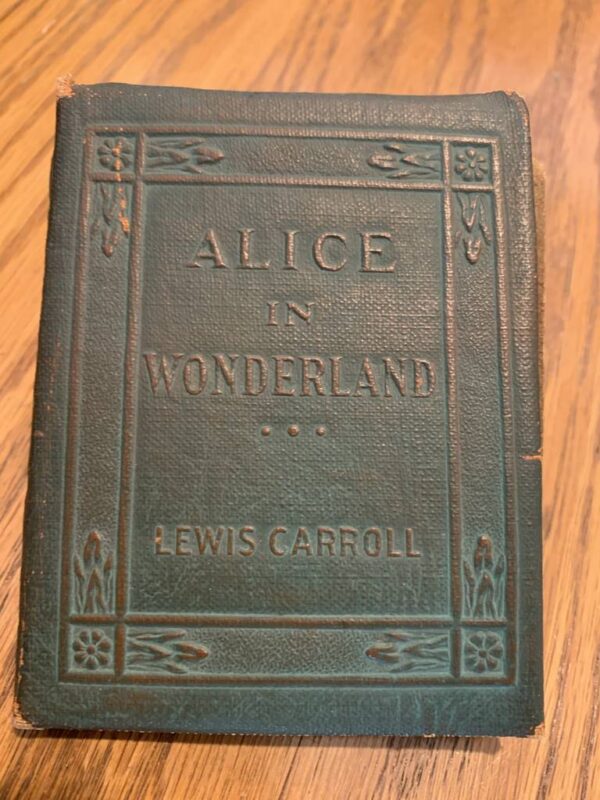 ALICE
IN
WONDERLAND
• • •
LEWIS CARROLL